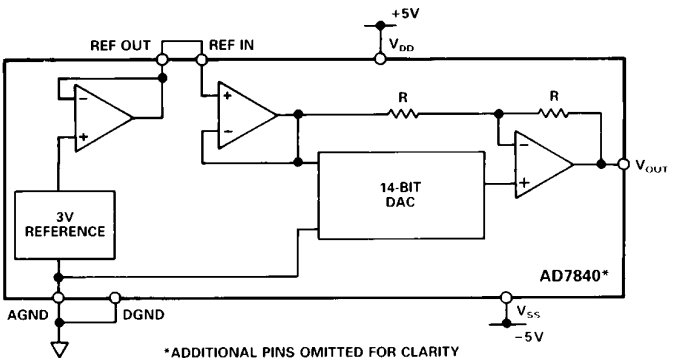 +5V
REF OUT
REF IN
VDD
R
R
+
−
−
+
−
+
VOUT
3V
REFERENCE
14-BIT
DAC
AD7840*
AGND
DGND
VSS
−5V
*ADDITIONAL PINS OMITTED FOR CLARITY